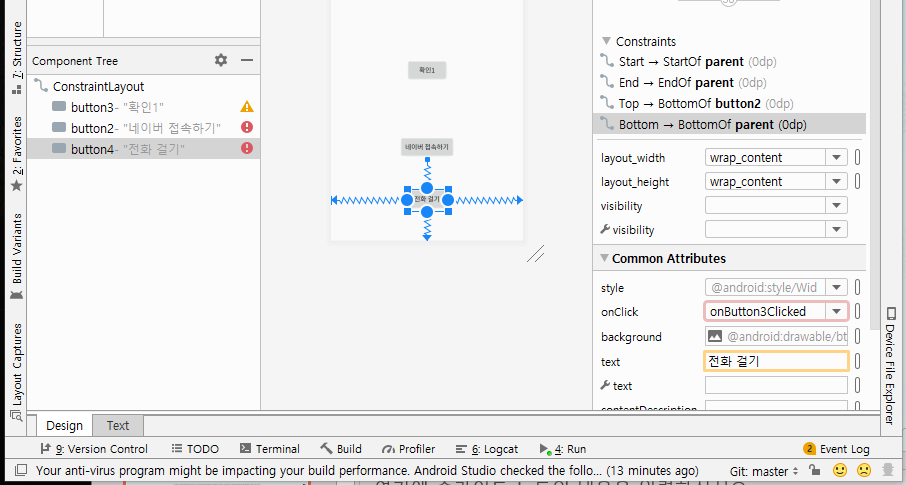 7: Structure
2: Favorites
Build Variants
Layout Captures
Component Tree
ConstraintLayout
button3 - "확인1"
button2 - "네이버 접속하기"
button4 - "전화 걸기"
확인1
네이버 접속하기
전화 걸기
Constraints
Start → StartOf parent (0dp)
End → EndOf parent (0dp)
Top → BottomOf button2 (0dp)
Bottom → BottomOf parent (0dp)
layout_width wrap_content
layout_height wrap_content
visibility
visibility
Common Attributes
style @android:style/Wid
onClick onButton3Clicked
background @android:drawable/bt
text 전화 걸기
text
contentDescription
Device File Explorer
Design Text
9: Version Control TODO Terminal Build Profiler 6: Logcat 4: Run 2 Event Log
Your anti-virus program might be impacting your build performance. Android Studio checked the follo... (13 minutes ago) Git: master